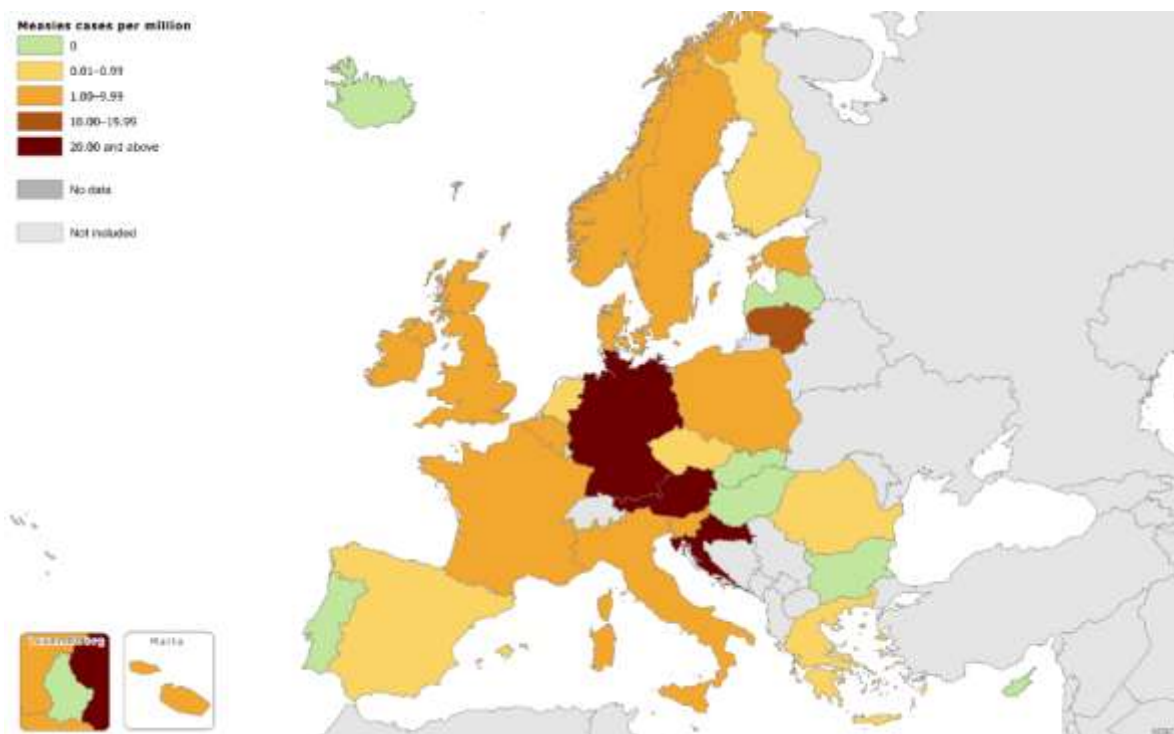 Measles cases per million
0
0.01–0.99
1.00–9.99
10.00–19.99
20.00 and above
No data
Not included
Luxembourg
Malta